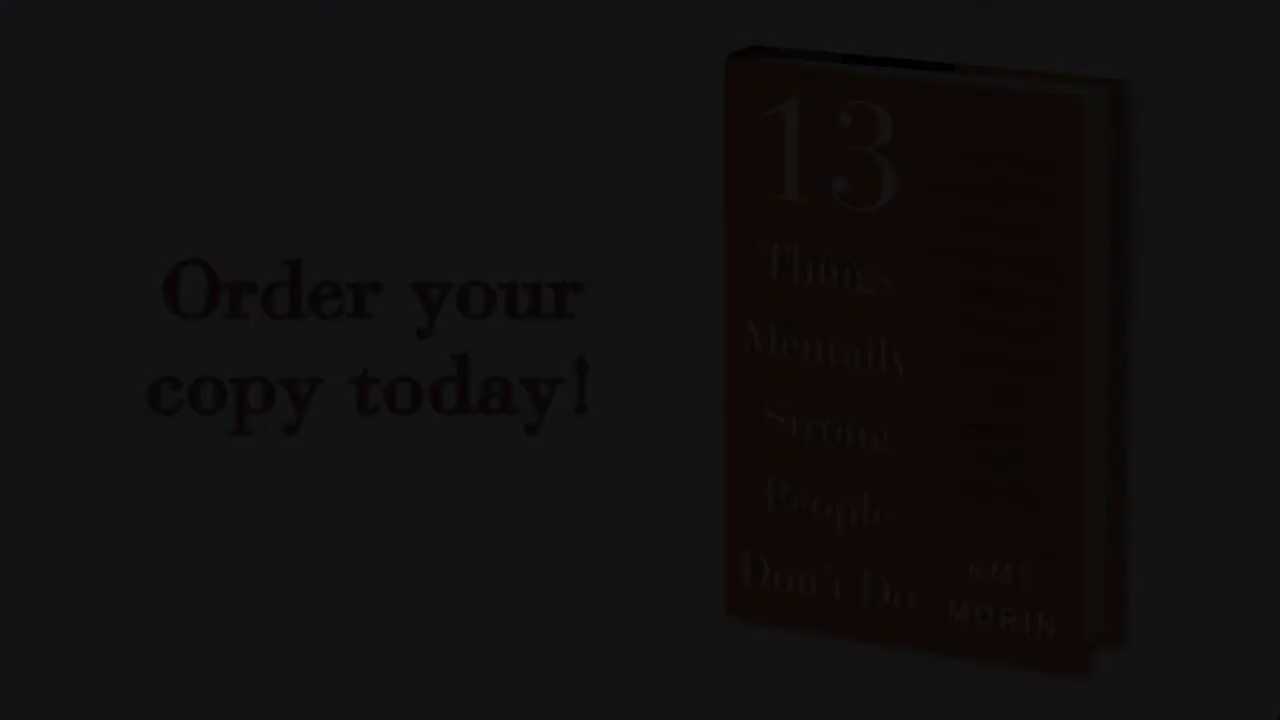 Order your
copy today!
13
Things
Mentally
Strong
People
Don't Do
AMY
MORIN